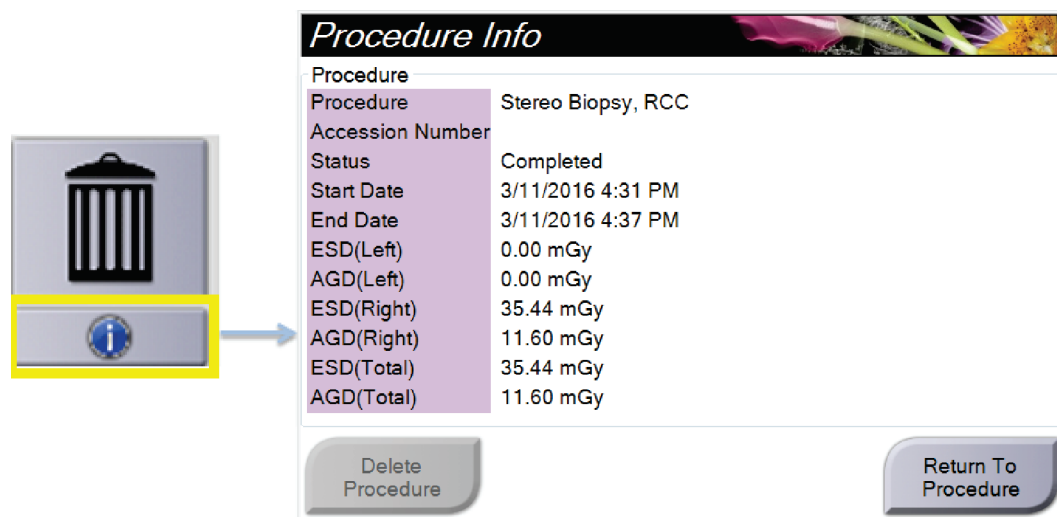 Procedure Info
Procedure
Procedure Stereo Biopsy, RCC
Accession Number
Status Completed
Start Date 3/11/2016 4:31 PM
End Date 3/11/2016 4:37 PM
ESD(Left) 0.00 mGy
AGD(Left) 0.00 mGy
ESD(Right) 35.44 mGy
AGD(Right) 11.60 mGy
ESD(Total) 35.44 mGy
AGD(Total) 11.60 mGy
Delete
Procedure
Return To
Procedure